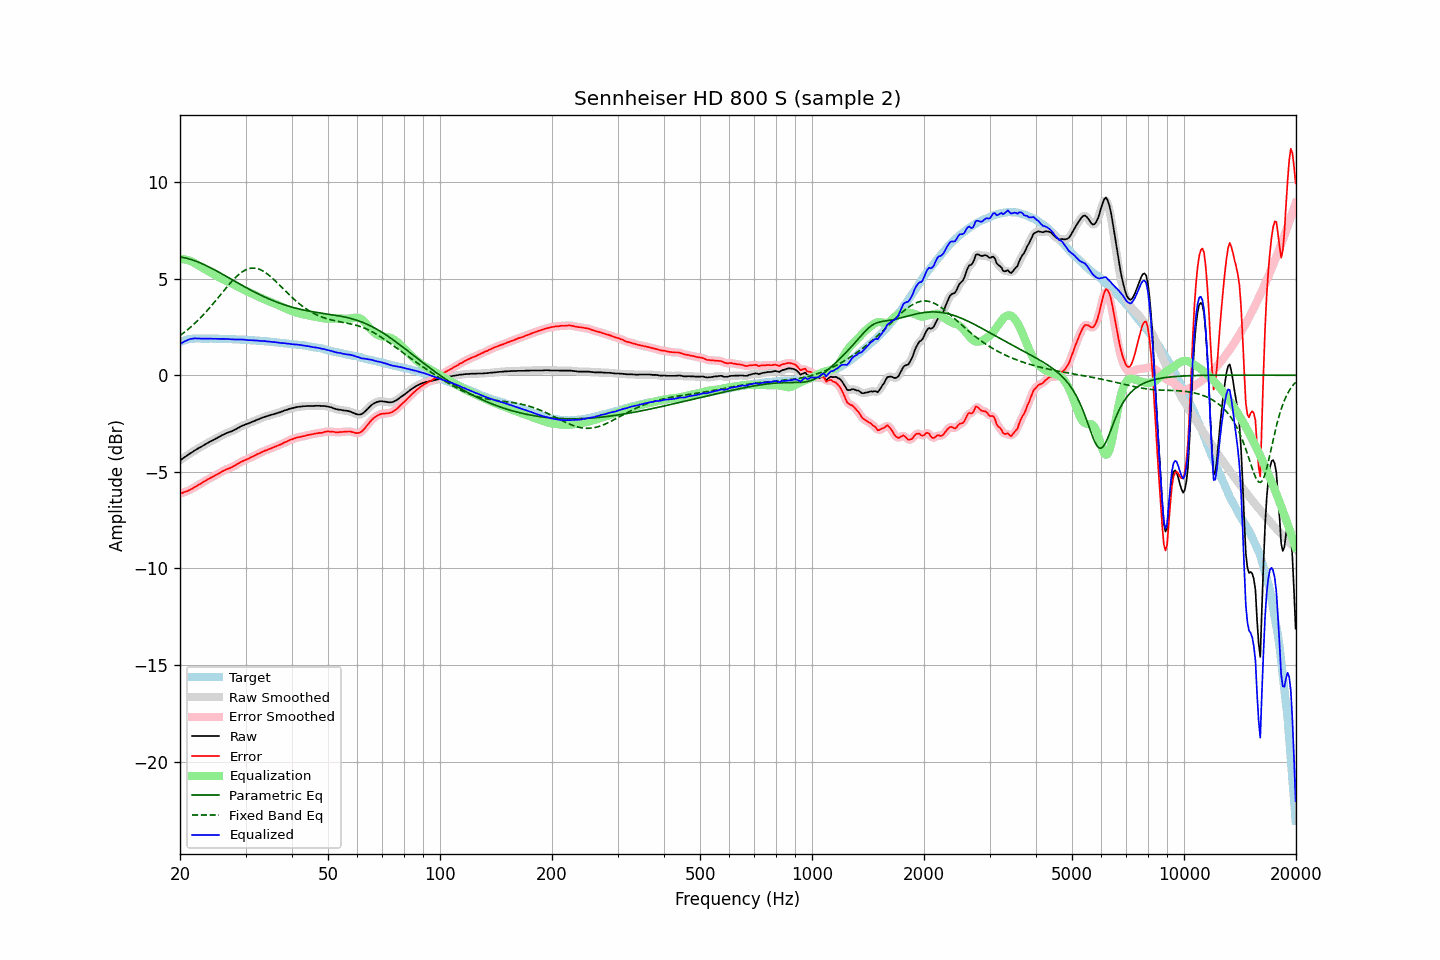 Sennheiser HD 800 S (sample 2)
10
5
0
−5
−10
−15
−20
Amplitude (dBr)
Target
Raw Smoothed
Error Smoothed
Raw
Error
Equalization
Parametric Eq
Fixed Band Eq
Equalized
20
50
100
200
500
1000
2000
5000
10000
20000
Frequency (Hz)